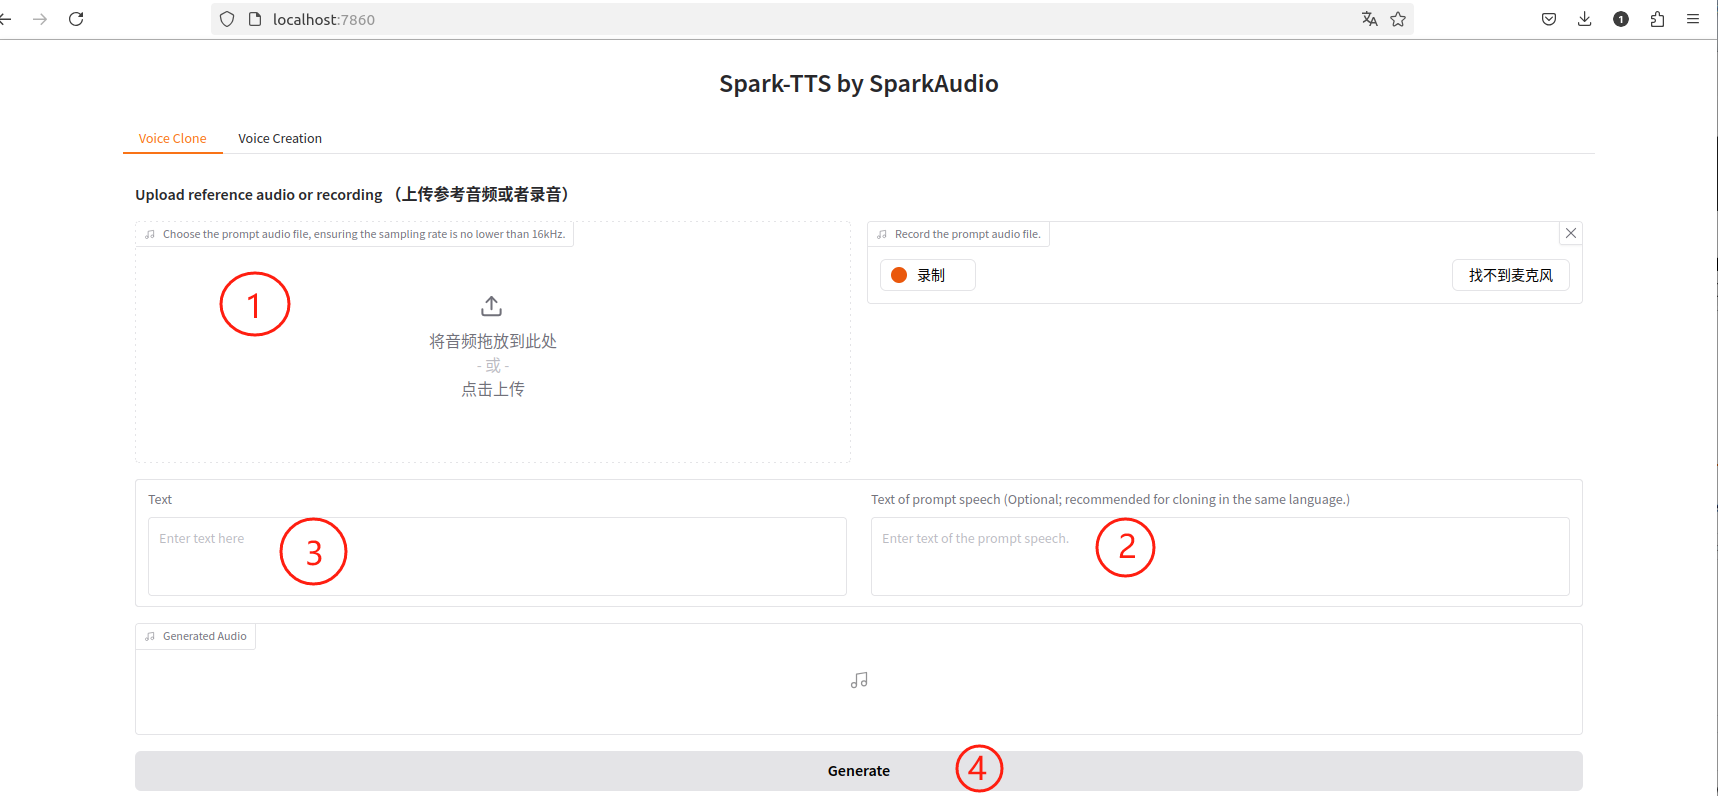 localhost:7860
1
Spark-TTS by SparkAudio
Voice Clone
Voice Creation
Upload reference audio or recording （上传参考音频或者录音）
Choose the prompt audio file, ensuring the sampling rate is no lower than 16kHz.
1
将音频拖放到此处
- 或 -
点击上传
Record the prompt audio file.
录制
找不到麦克风
Text
Enter text here
3
Text of prompt speech (Optional; recommended for cloning in the same language.)
Enter text of the prompt speech.
2
Generated Audio
Generate
4